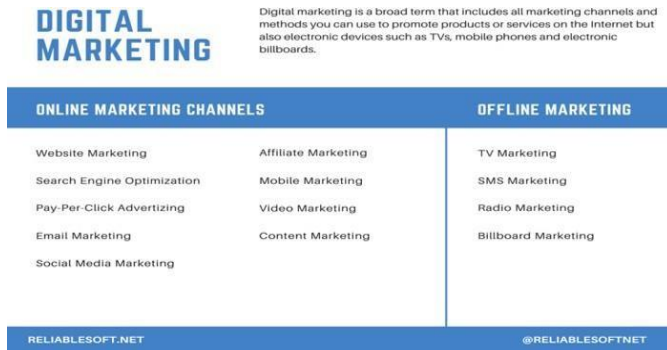 DIGITAL
MARKETING
Digital marketing is a broad term that includes all marketing channels and
methods you can use to promote products or services on the Internet but
also electronic devices such as TVs, mobile phones and electronic
billboards.
ONLINE MARKETING CHANNELS
Website Marketing
Search Engine Optimization
Pay-Per-Click Advertizing
Email Marketing
Social Media Marketing
Affiliate Marketing
Mobile Marketing
Video Marketing
Content Marketing
OFFLINE MARKETING
TV Marketing
SMS Marketing
Radio Marketing
Billboard Marketing
RELIABLESOFT.NET
@RELIABLESOFTNET